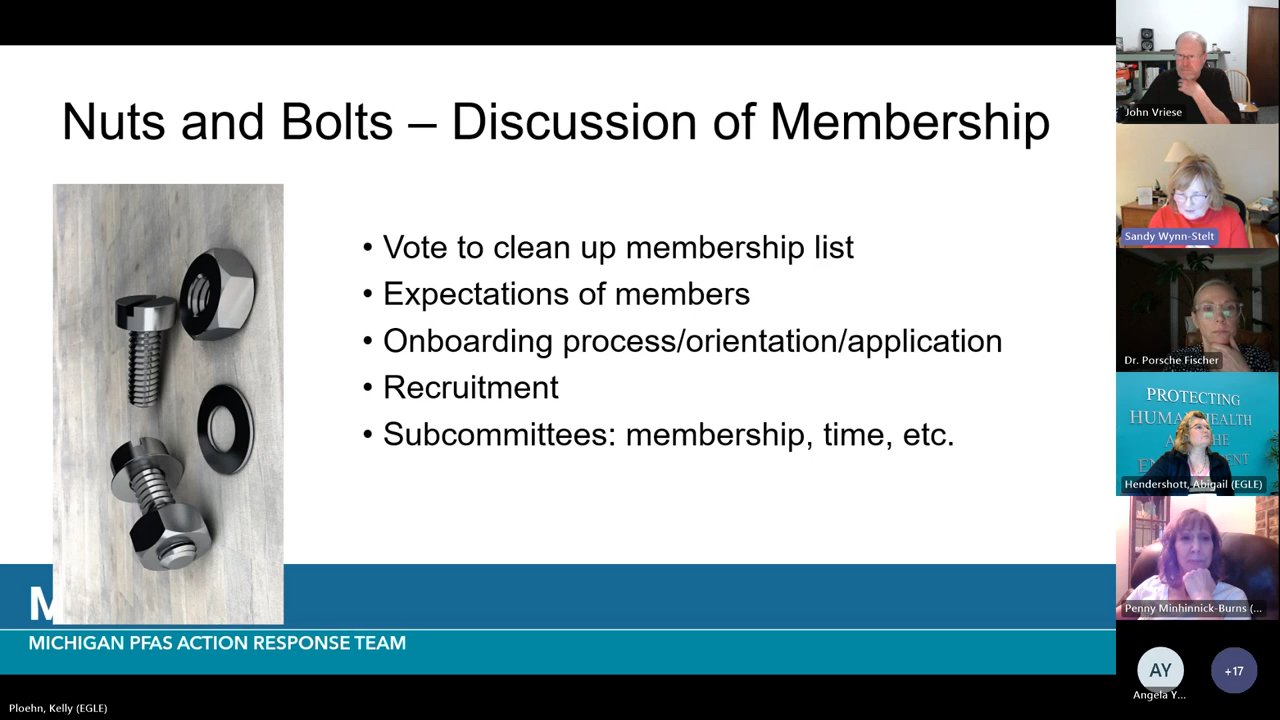 Nuts and Bolts – Discussion of Membership
• Vote to clean up membership list
• Expectations of members
• Onboarding process/orientation/application
• Recruitment
• Subcommittees: membership, time, etc.
M
MICHIGAN PFAS ACTION RESPONSE TEAM
Ploehn, Kelly (EGLE)
John Vriese
Sandy Wynn-Stelt
Dr. Porsche Fischer
PROTECTING
HUMAN HEALTH
Hendershott, Abigail (EGLE)
Penny Minhinnick-Burns (...
AY
Angela Y...
+17